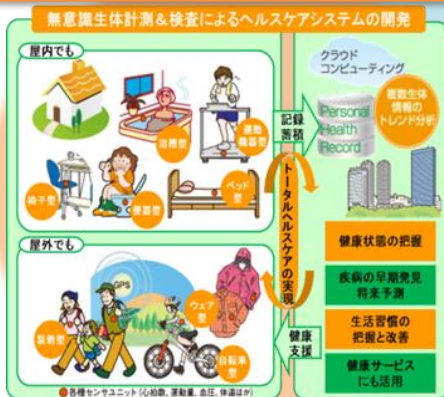 無意識生体計測&検査によるヘルスケアシステムの開発
屋内でも
浴槽型
運動
機器型
椅子型
便器型
ベッド
型
屋外でも
GPS
装着型
ウェア
型
自転車
型
各種センサユニット(心拍数、運動量、血圧、体温ほか)
記録
蓄積
トータルヘルスケアの実現
健康
支援
クラウド
コンピューティング
Personal
Health
Record
複数生体
情報の
トレンド分析
健康状態の把握
疾病の早期発見
将来予測
生活習慣の
把握と改善
健康サービス
にも活用